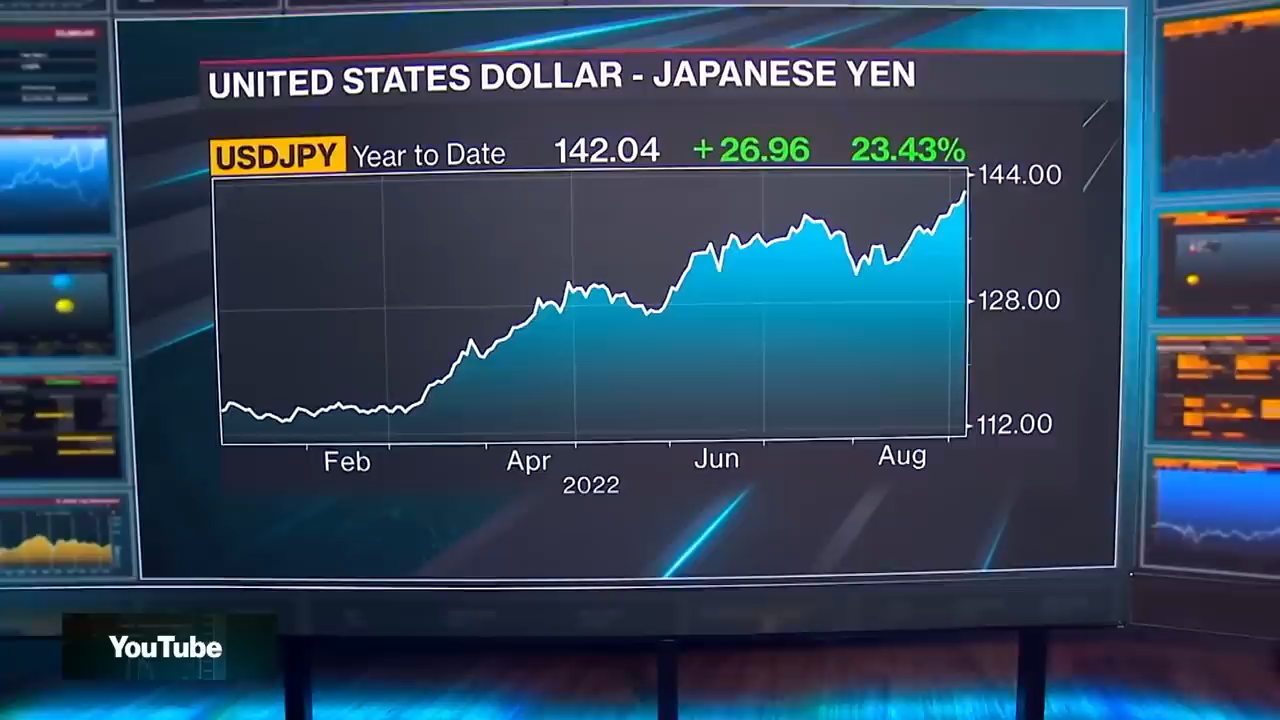 UNITED STATES DOLLAR - JAPANESE YEN
USDJPY Year to Date 142.04 +26.96 23.43%
144.00
128.00
112.00
Feb Apr Jun Aug
2022
YouTube